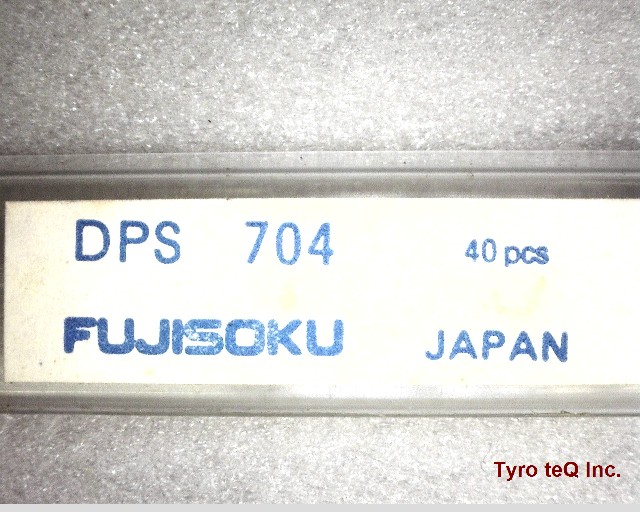 DPS 704 40 pcs
FUJISOKU JAPAN
Tyro teQ Inc.